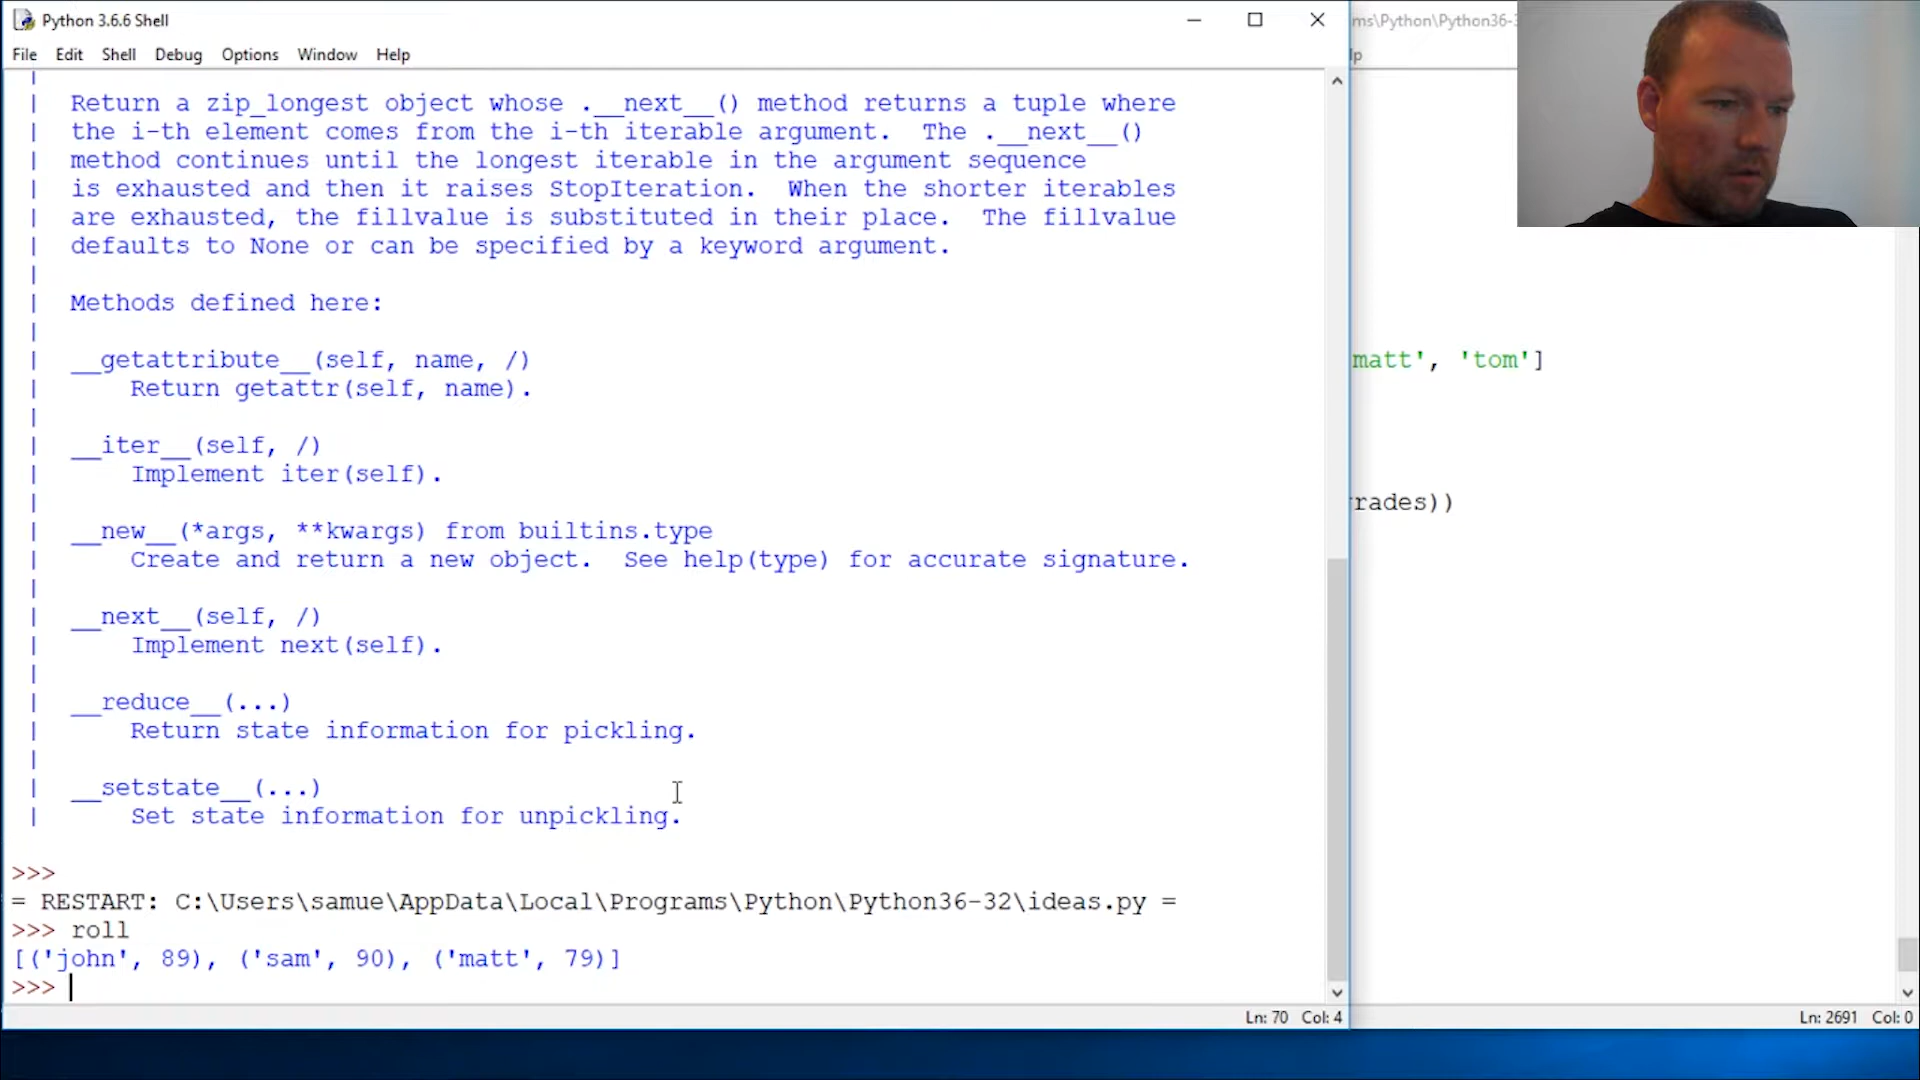 Python 3.6.6 Shell
File Edit Shell Debug Options Window Help
| Return a zip_longest object whose .__next__() method returns a tuple where
| the i-th element comes from the i-th iterable argument.  The .__next__()
| method continues until the longest iterable in the argument sequence
| is exhausted and then it raises StopIteration.  When the shorter iterables
| are exhausted, the fillvalue is substituted in their place.  The fillvalue
| defaults to None or can be specified by a keyword argument.
|
| Methods defined here:
|
| __getattribute__(self, name, /)
|     Return getattr(self, name).
|
| __iter__(self, /)
|     Implement iter(self).
|
| __new__(*args, **kwargs) from builtins.type
|     Create and return a new object.  See help(type) for accurate signature.
|
| __next__(self, /)
|     Implement next(self).
|
| __reduce__(...)
|     Return state information for pickling.
|
| __setstate__(...)
|     Set state information for unpickling.
>>>
= RESTART: C:\Users\samue\AppData\Local\Programs\Python\Python36-32\ideas.py =
>>> roll
[('john', 89), ('sam', 90), ('matt', 79)]
>>>
Ln: 70 Col: 4
ms\Python\Python36-3
lp
matt', 'tom']
rades))
Ln: 2691 Col: 0